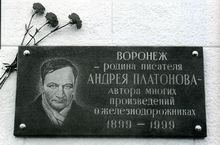 ВОРОНЕЖ
– родина писателя
АНДРЕЯ ПЛАТОНОВА –
автора многих
произведений
о железнодорожниках
1899 – 1999